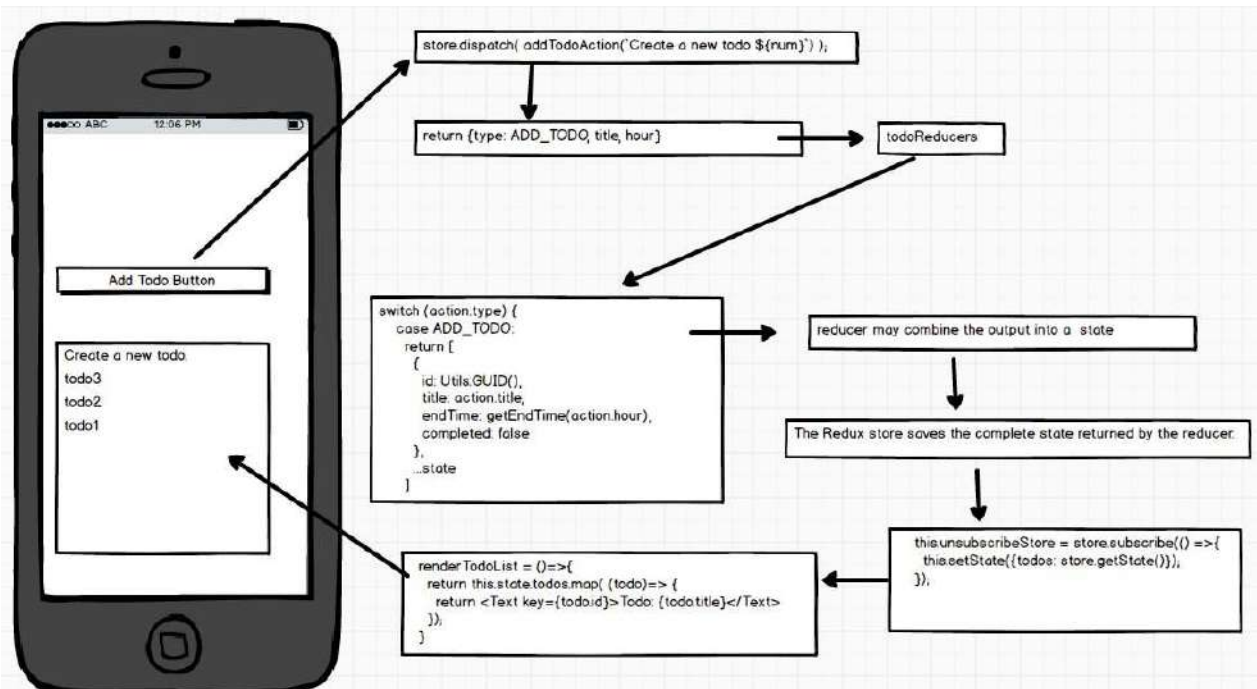 store.dispatch( addTodoAction(`Create a new todo ${num}`) );
ABC 12:06 PM
return {type: ADD_TODO, title, hour}
todoReducers
Add Todo Button
switch (action.type) {
case ADD_TODO:
return [
{
id: Utils.GUID(),
title: action.title,
endTime: getEndTime(action.hour),
completed: false
},
...state
]
reducer may combine the output into a state
Create a new todo
todo3
todo2
todo1
The Redux store saves the complete state returned by the reducer.
this.unsubscribeStore = store.subscribe(() =>{
this.setState({todos: store.getState()});
});
renderTodoList = ()=>{
return this.state.todos.map( (todo)=> {
return <Text key={todo.id}>Todo: {todo.title}</Text>
});
}